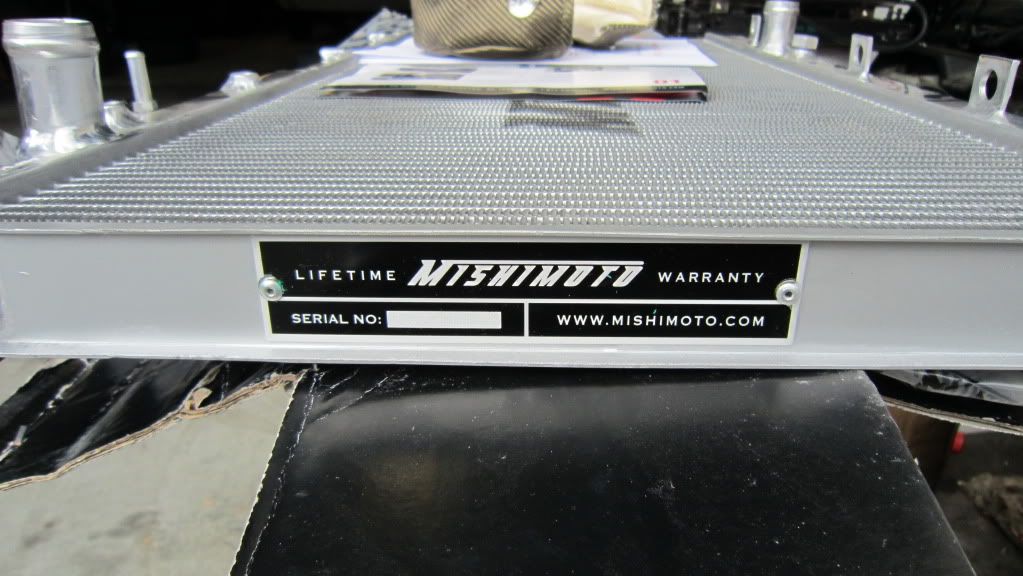 LIFETIME MISHIMOTO WARRANTY
SERIAL NO:
WWW.MISHIMOTO.COM